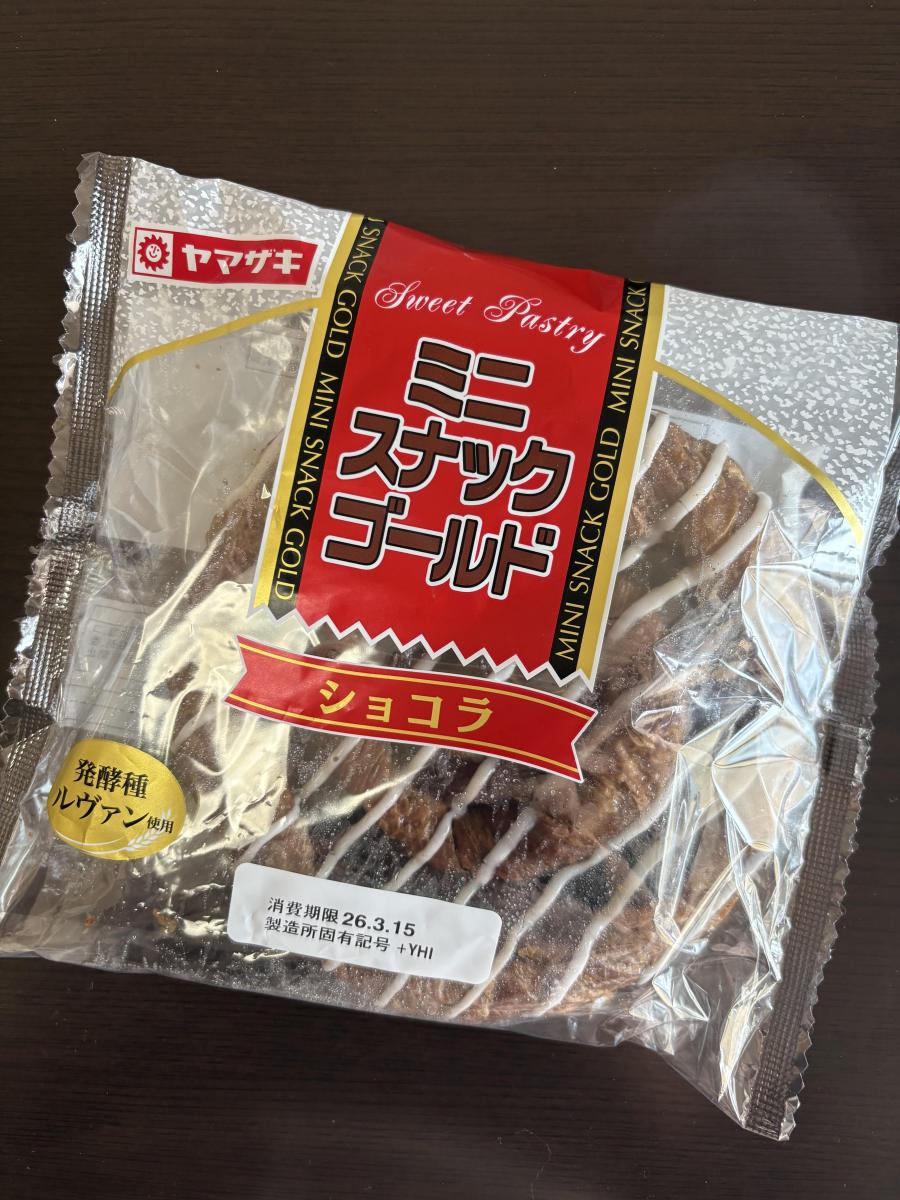 ヤマザキ
Sweet Pastry
ミニ
スナック
ゴールド
SNACK GOLD MINI SNACK GOLD
MINI SNACK GOLD MINI SNACK
ショコラ
発酵種
ルヴァン使用
消費期限 26.3.15
製造所固有記号 +YHI